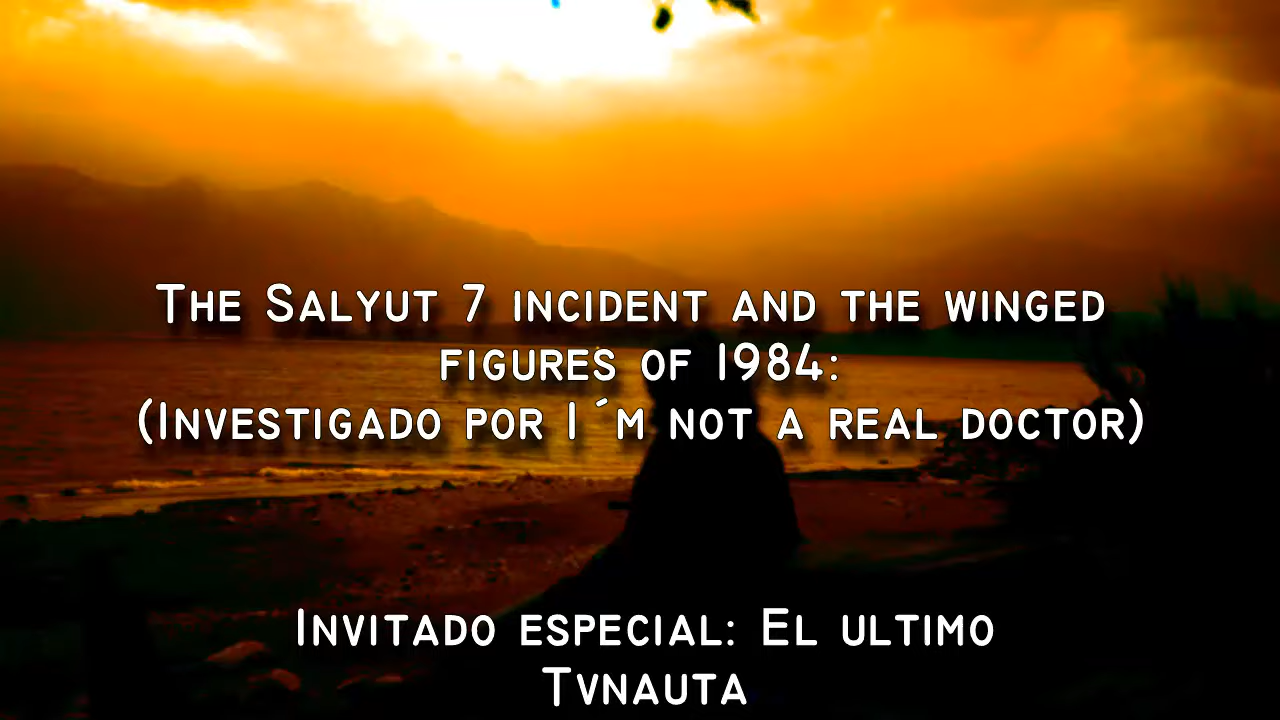 The Salyut 7 incident and the winged
figures of 1984:
(Investigado por I´m not a real doctor)
Invitado especial: El ultimo
Tvnauta